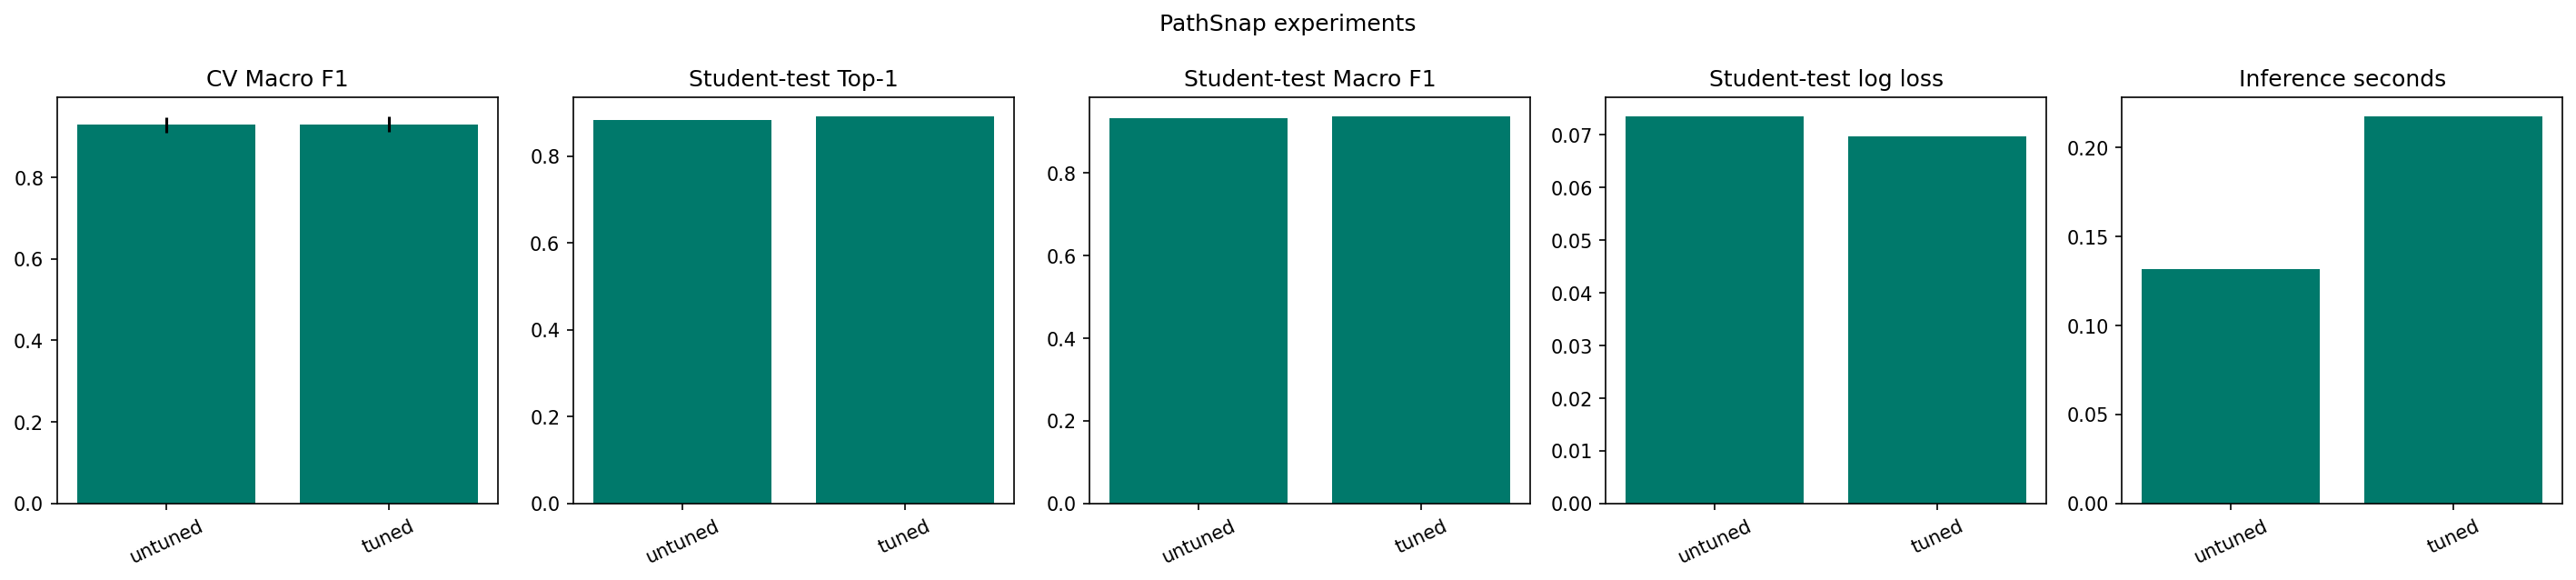 PathSnap experiments
CV Macro F1
0.8
0.6
0.4
0.2
0.0
untuned
tuned
Student-test Top-1
0.8
0.6
0.4
0.2
0.0
untuned
tuned
Student-test Macro F1
0.8
0.6
0.4
0.2
0.0
untuned
tuned
Student-test log loss
0.07
0.06
0.05
0.04
0.03
0.02
0.01
0.00
untuned
tuned
Inference seconds
0.20
0.15
0.10
0.05
0.00
untuned
tuned